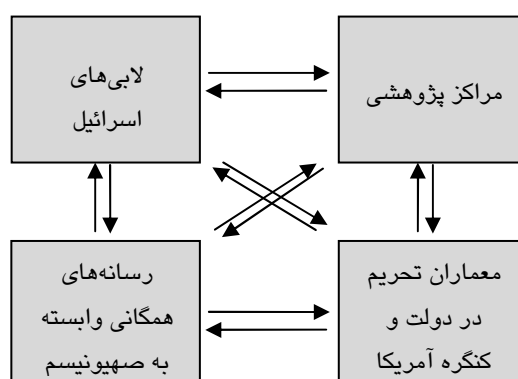 مراکز پژوهشی
لابی‌های
اسرائیل
معماران تحریم
در دولت و
کنگره آمریکا
رسانه‌های
همگانی وابسته
به صهیونیسم